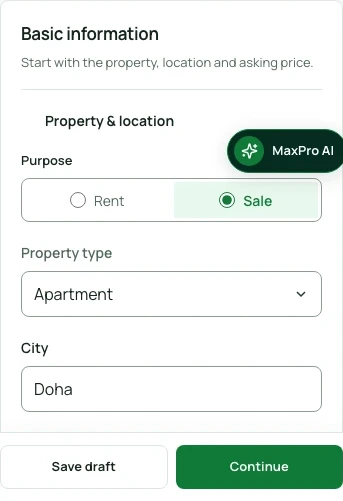 Basic information
Start with the property, location and asking price.
Property & location
MaxPro AI
Purpose
Rent
Sale
Property type
Apartment
City
Doha
Save draft
Continue